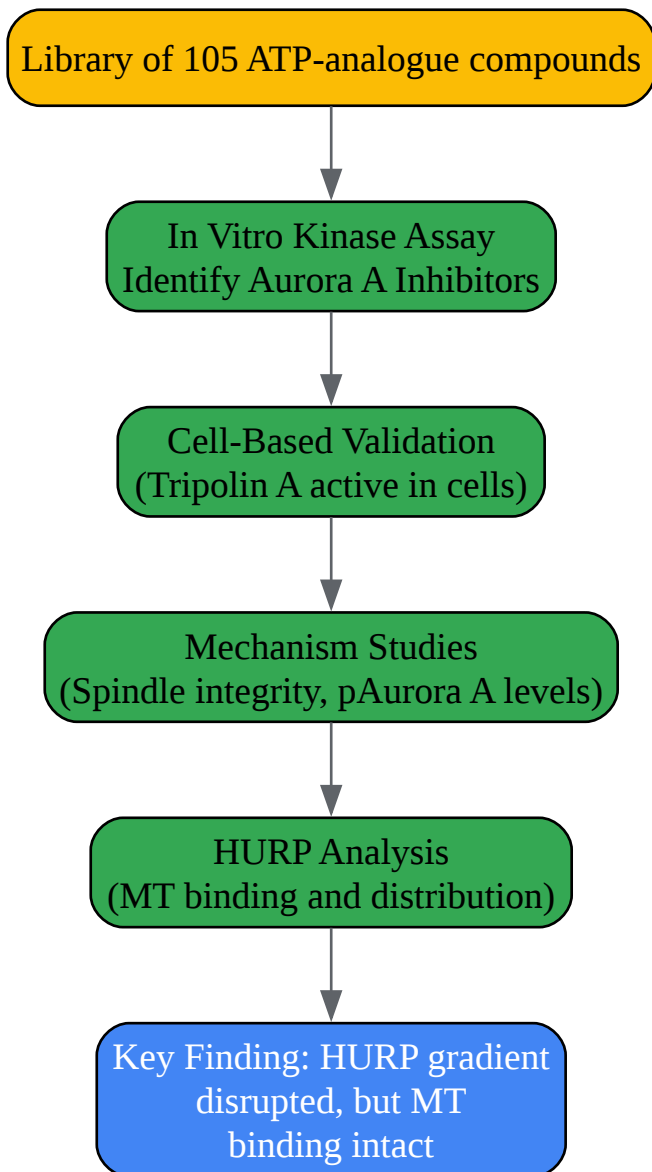 Library of 105 ATP-analogue compounds
In Vitro Kinase Assay
Identify Aurora A Inhibitors
Cell-Based Validation
(Tripolin A active in cells)
Mechanism Studies
(Spindle integrity, pAurora A levels)
HURP Analysis
(MT binding and distribution)
Key Finding: HURP gradient
disrupted, but MT
binding intact